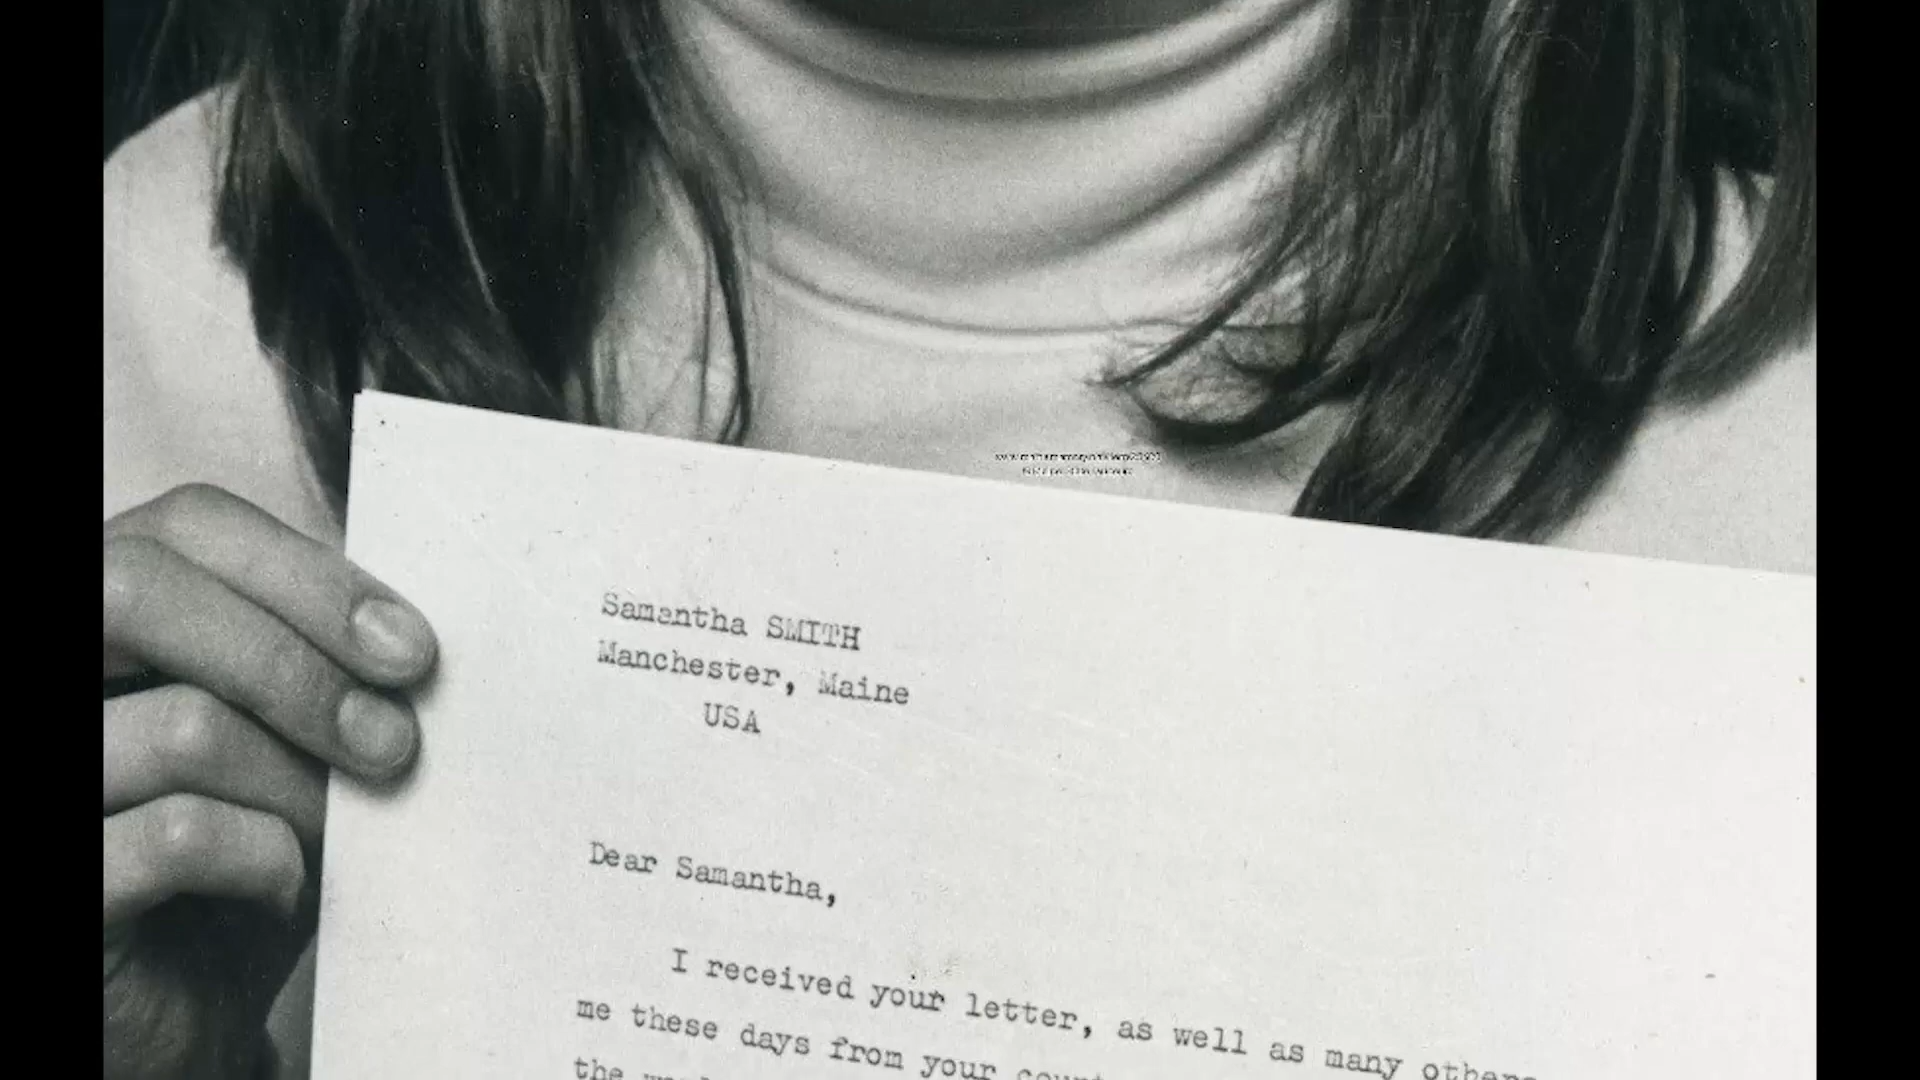 Samantha SMITH
Manchester, Maine
USA
Dear Samantha,
I received your letter, as well as many others
me these days from your
the